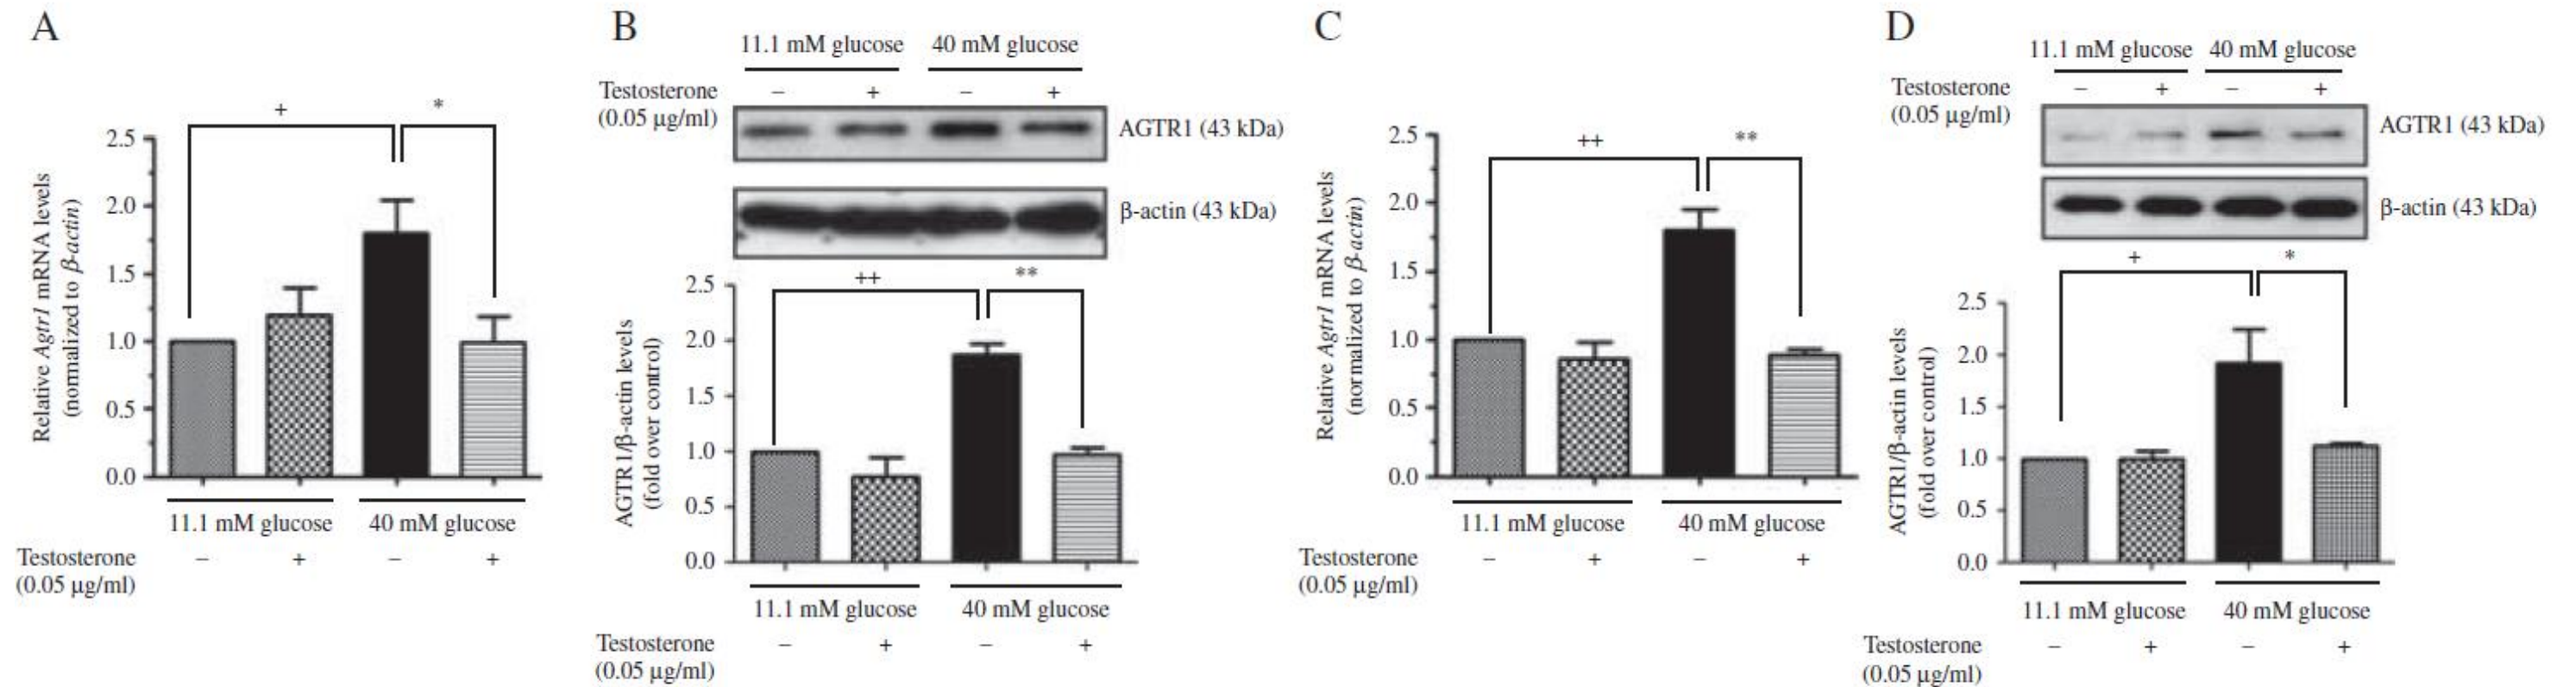 A
+
*
2.5
2.0
1.5
1.0
0.5
0.0
Relative Agtr1 mRNA levels
(normalized to β-actin)
11.1 mM glucose 40 mM glucose
Testosterone
(0.05 µg/ml)
– + – +
B
11.1 mM glucose 40 mM glucose
Testosterone
(0.05 µg/ml)
– + – +
AGTR1 (43 kDa)
β-actin (43 kDa)
++
**
2.5
2.0
1.5
1.0
0.5
0.0
AGTR1/β-actin levels
(fold over control)
11.1 mM glucose 40 mM glucose
Testosterone
(0.05 µg/ml)
– + – +
C
++
**
2.5
2.0
1.5
1.0
0.5
0.0
Relative Agtr1 mRNA levels
(normalized to β-actin)
11.1 mM glucose 40 mM glucose
Testosterone
(0.05 µg/ml)
– + – +
D
11.1 mM glucose 40 mM glucose
Testosterone
(0.05 µg/ml)
– + – +
AGTR1 (43 kDa)
β-actin (43 kDa)
+
*
2.5
2.0
1.5
1.0
0.5
0.0
AGTR1/β-actin levels
(fold over control)
11.1 mM glucose 40 mM glucose
Testosterone
(0.05 µg/ml)
– + – +